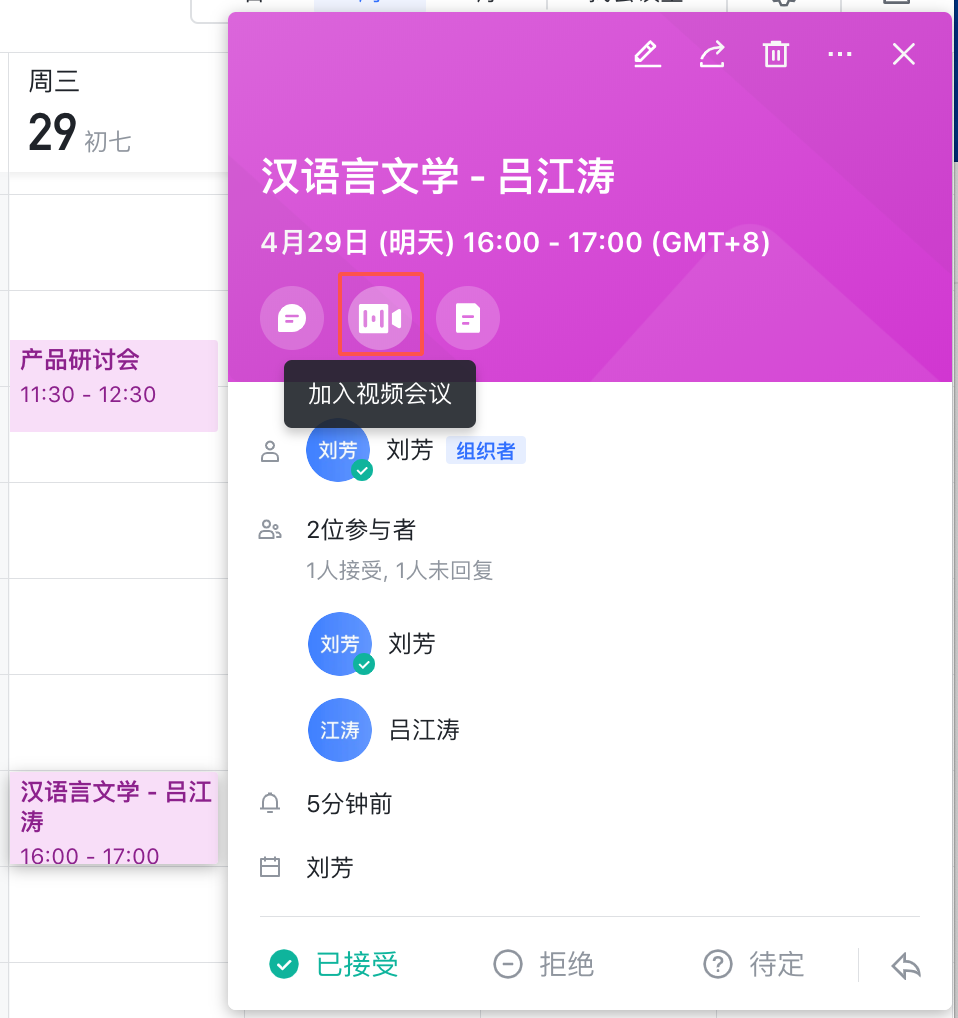 周三
29 初七
产品研讨会
11:30 - 12:30
汉语言文学 - 吕江
涛
16:00 - 17:00
汉语言文学 - 吕江涛
4月29日 (明天) 16:00 - 17:00 (GMT+8)
加入视频会议
刘芳 刘芳 组织者
2位参与者
1人接受, 1人未回复
刘芳 刘芳
江涛 吕江涛
5分钟前
刘芳
已接受 拒绝 待定